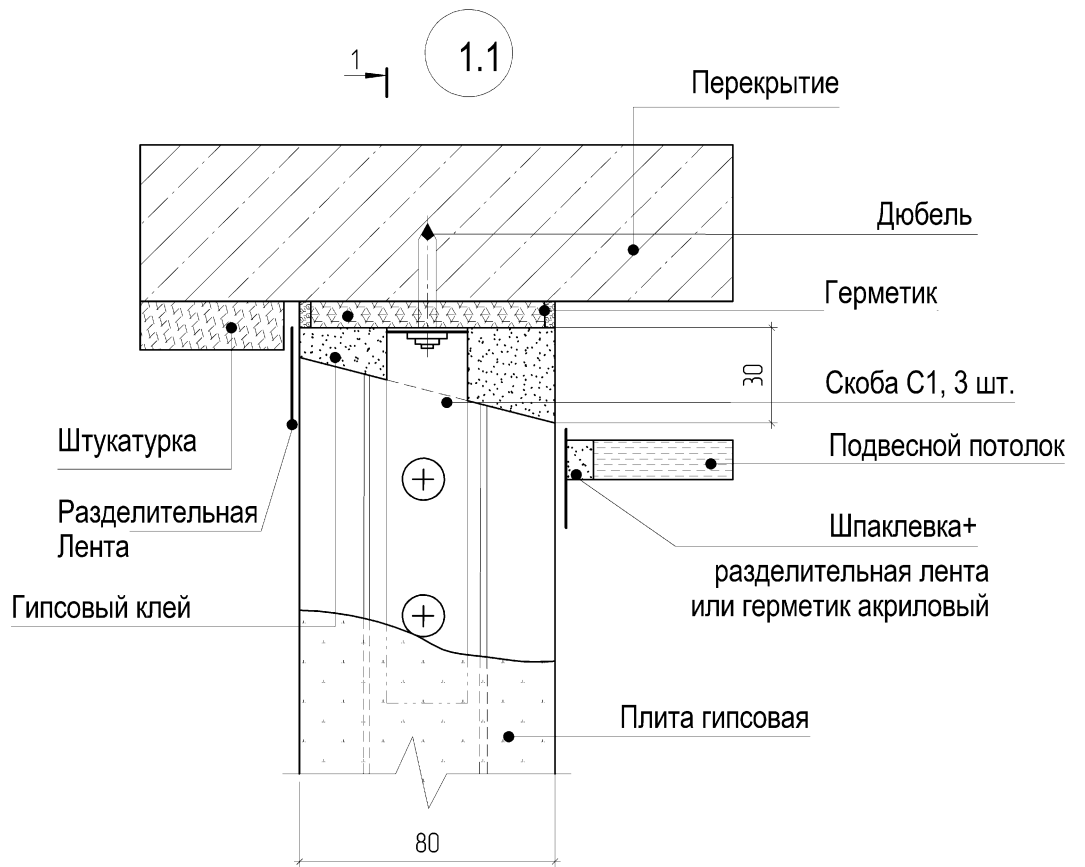 1
1.1
Перекрытие
Дюбель
Герметик
30
Скоба С1, 3 шт.
Штукатурка
Подвесной потолок
Разделительная
Лента
Шпаклевка+
разделительная лента
или герметик акриловый
Гипсовый клей
Плита гипсовая
80